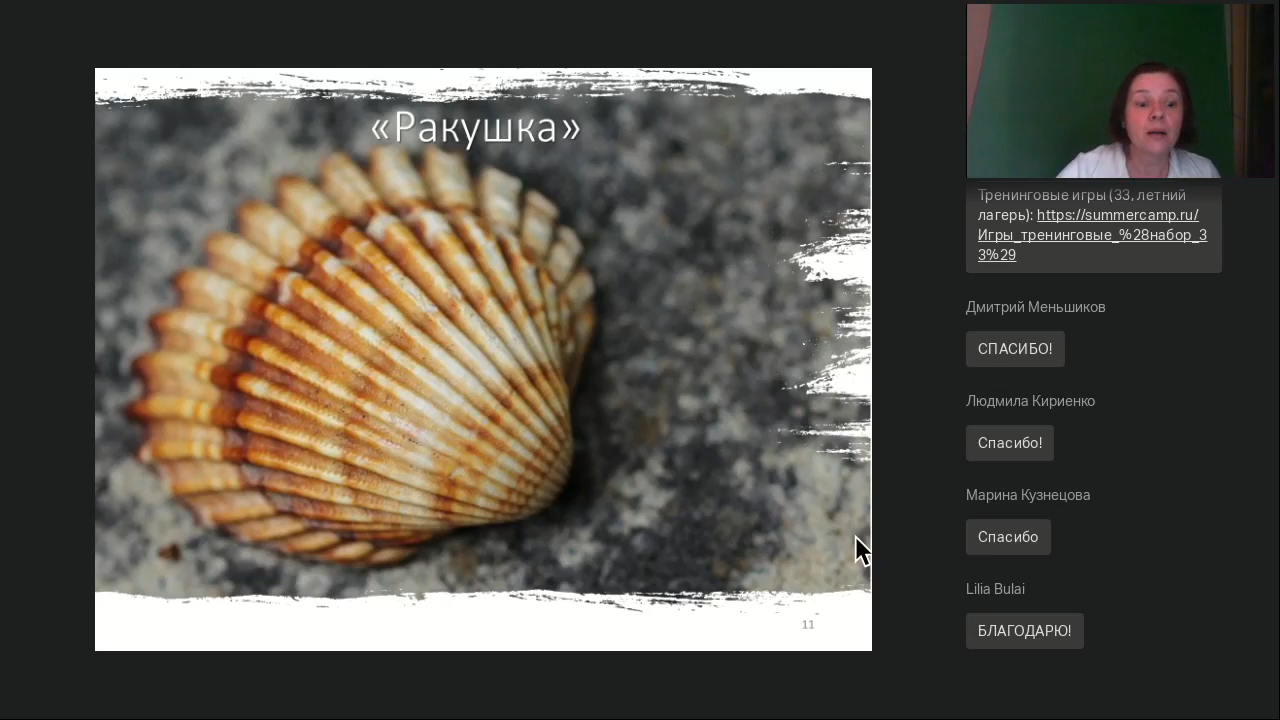 «Ракушка»
11
Тренинговые игры (33, летний
лагерь): https://summercamp.ru/
Игры_тренинговые_%28набор_3
3%29
Дмитрий Меньшиков
СПАСИБО!
Людмила Кириенко
Спасибо!
Марина Кузнецова
Спасибо
Lilia Bulai
БЛАГОДАРЮ!